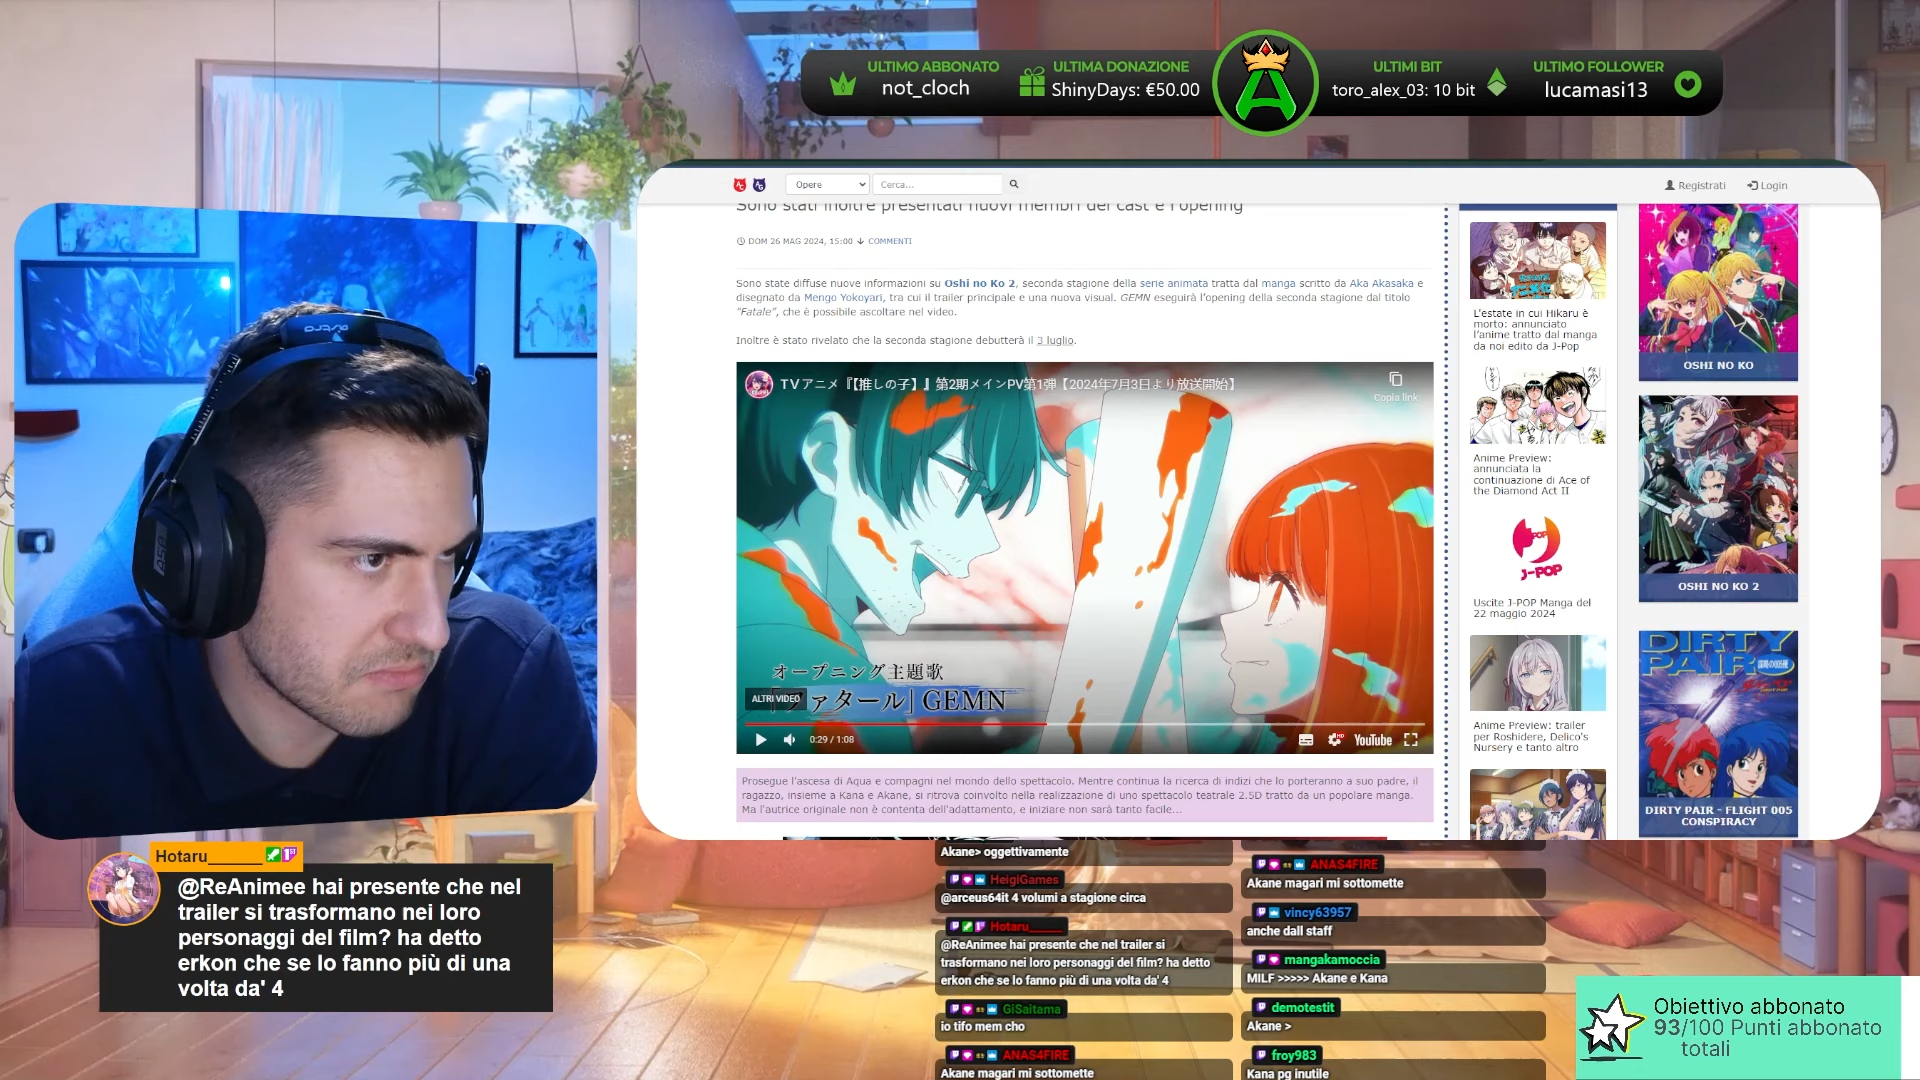 ULTIMO ABBONATO
not_cloch
ULTIMA DONAZIONE
ShinyDays: €50.00
ULTIMI BIT
toro_alex_03: 10 bit
ULTIMO FOLLOWER
lucamasi13
Opere
Cerca...
Registrati
Login
Sono stati inoltre presentati nuovi membri del cast e l'opening
DOM 26 MAG 2024, 15:00
COMMENTI
Sono state diffuse nuove informazioni su Oshi no Ko 2, seconda stagione della serie animata tratta dal manga scritto da Aka Akasaka e
disegnato da Mengo Yokoyari, tra cui il trailer principale e una nuova visual. GEMN eseguirà l'opening della seconda stagione dal titolo
"Fatale", che è possibile ascoltare nel video.
Inoltre è stato rivelato che la seconda stagione debutterà il 3 luglio.
TVアニメ『【推しの子】』第2期メインPV第1弾【2024年7月3日より放送開始】
Copia link
オープニング主題歌
ァタール」GEMN
ALTRI VIDEO
0:29 / 1:08
YouTube
Prosegue l'ascesa di Aqua e compagni nel mondo dello spettacolo. Mentre continua la ricerca di indizi che lo porteranno a suo padre, il
ragazzo, insieme a Kana e Akane, si ritrova coinvolto nella realizzazione di uno spettacolo teatrale 2.5D tratto da un popolare manga.
Ma l'autrice originale non è contenta dell'adattamento, e iniziare non sarà tanto facile...
L'estate in cui Hikaru è
morto: annunciato
l'anime tratto dal manga
da noi edito da J-Pop
Anime Preview:
annunciata la
continuazione di Ace of
the Diamond Act II
J-POP
Uscite J-POP Manga del
22 maggio 2024
Anime Preview: trailer
per Roshidere, Delico's
Nursery e tanto altro
OSHI NO KO
OSHI NO KO 2
DIRTY
PAIR
DIRTY PAIR - FLIGHT 005
CONSPIRACY
Hotaru______
@ReAnimee hai presente che nel
trailer si trasformano nei loro
personaggi del film? ha detto
erkon che se lo fanno più di una
volta da' 4
Akane> oggettivamente
HeigiGames
@arceus64it 4 volumi a stagione circa
Hotaru______
@ReAnimee hai presente che nel trailer si
trasformano nei loro personaggi del film? ha detto
erkon che se lo fanno più di una volta da' 4
GiSaitama
io tifo mem cho
ANAS4FIRE
Akane magari mi sottomette
ANAS4FIRE
Akane magari mi sottomette
vincy63957
anche dall staff
mangakamoccia
MILF >>>>> Akane e Kana
demotestit
Akane >
froy983
Kana pg inutile
Obiettivo abbonato
93/100 Punti abbonato
totali